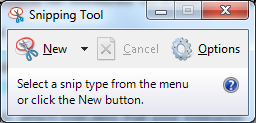 Snipping Tool
New Cancel Options
Select a snip type from the menu
or click the New button.